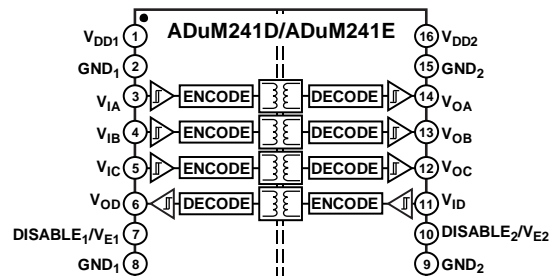 ADuM241D/ADuM241E
VDD1 1 16 VDD2
GND1 2 15 GND2
VIA 3 ENCODE DECODE 14 VOA
VIB 4 ENCODE DECODE 13 VOB
VIC 5 ENCODE DECODE 12 VOC
VOD 6 DECODE ENCODE 11 VID
DISABLE1/VE1 7 10 DISABLE2/VE2
GND1 8 9 GND2